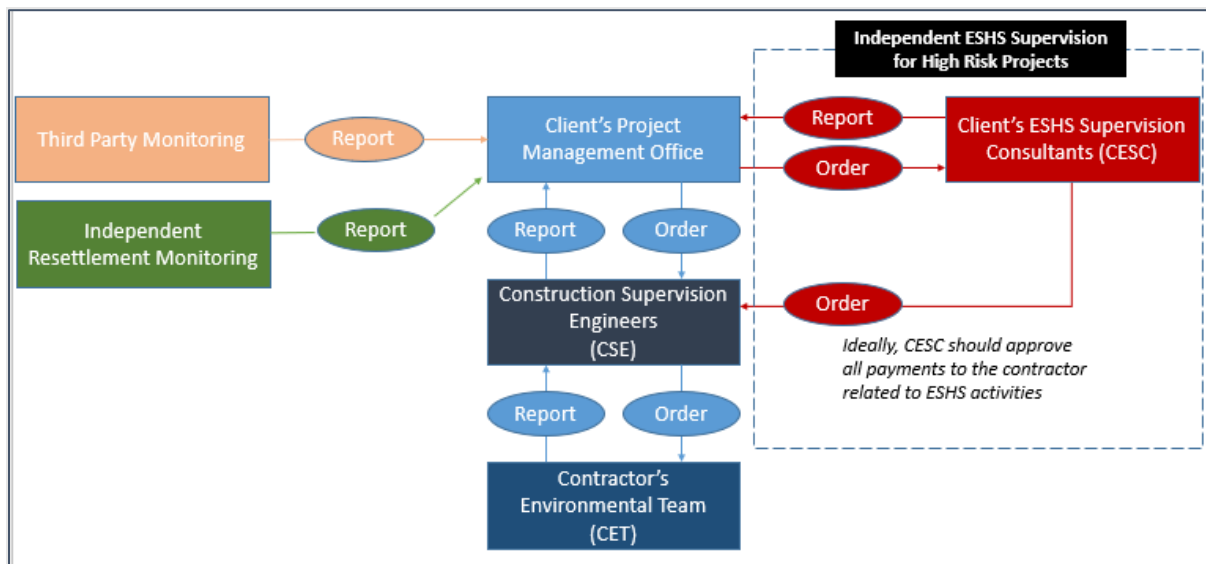 Independent ESHS Supervision
for High Risk Projects
Third Party Monitoring
Report
Client's Project
Management Office
Report
Order
Client's ESHS Supervision
Consultants (CESC)
Independent
Resettlement Monitoring
Report
Report
Order
Construction Supervision
Engineers
(CSE)
Order
Ideally, CESC should approve
all payments to the contractor
related to ESHS activities
Report
Order
Contractor's
Environmental Team
(CET)